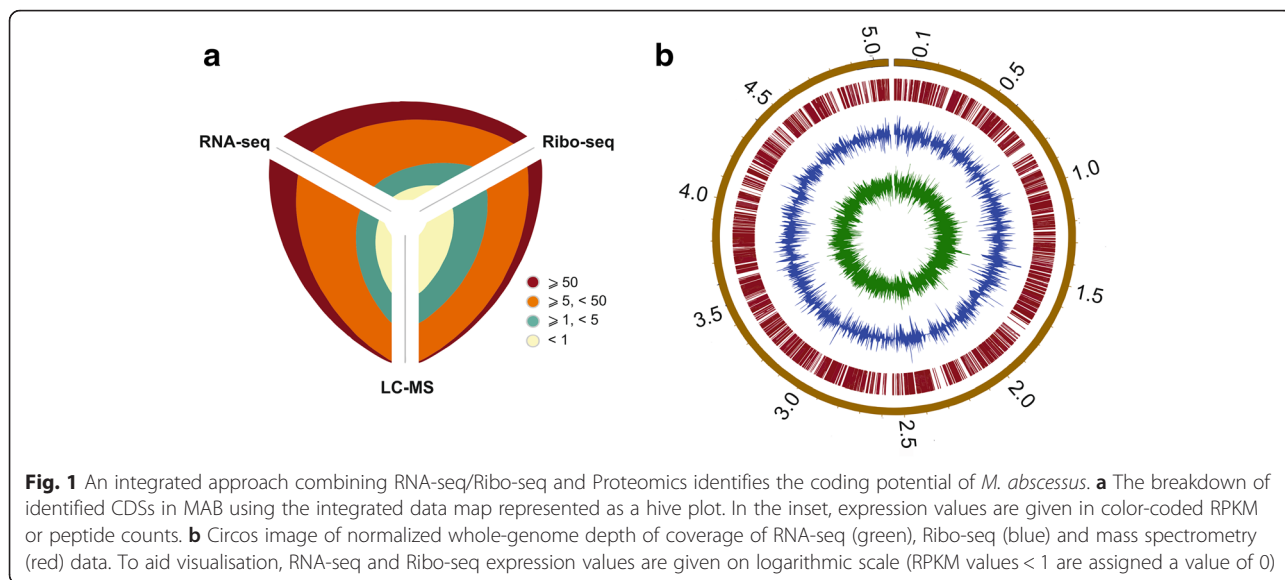 a
RNA-seq
Ribo-seq
LC-MS
⩾ 50
⩾ 5, < 50
⩾ 1, < 5
< 1
b
5.0
0.1
0.5
1.0
1.5
2.0
2.5
3.0
3.5
4.0
4.5
Fig. 1 An integrated approach combining RNA-seq/Ribo-seq and Proteomics identifies the coding potential of M. abscessus. a The breakdown of
identified CDSs in MAB using the integrated data map represented as a hive plot. In the inset, expression values are given in color-coded RPKM
or peptide counts. b Circos image of normalized whole-genome depth of coverage of RNA-seq (green), Ribo-seq (blue) and mass spectrometry
(red) data. To aid visualisation, RNA-seq and Ribo-seq expression values are given on logarithmic scale (RPKM values < 1 are assigned a value of 0)